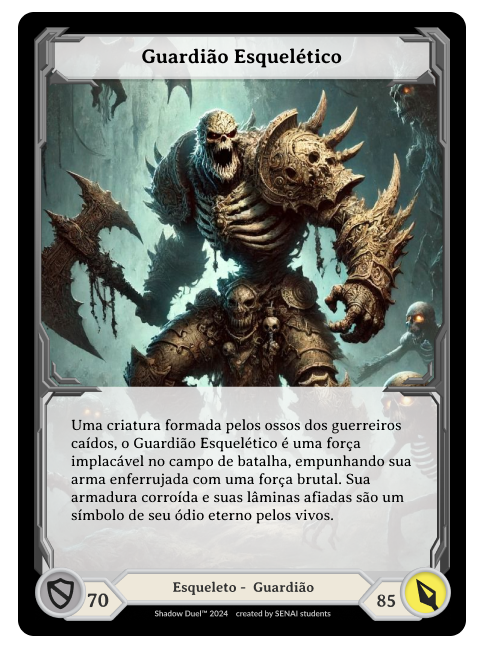 Guardião Esquelético
Uma criatura formada pelos ossos dos guerreiros
caídos, o Guardião Esquelético é uma força
implacável no campo de batalha, empunhando sua
arma enferrujada com uma força brutal. Sua
armadura corroída e suas lâminas afiadas são um
símbolo de seu ódio eterno pelos vivos.
Esqueleto - Guardião
70
85
Shadow Duel™ 2024 created by SENAI students